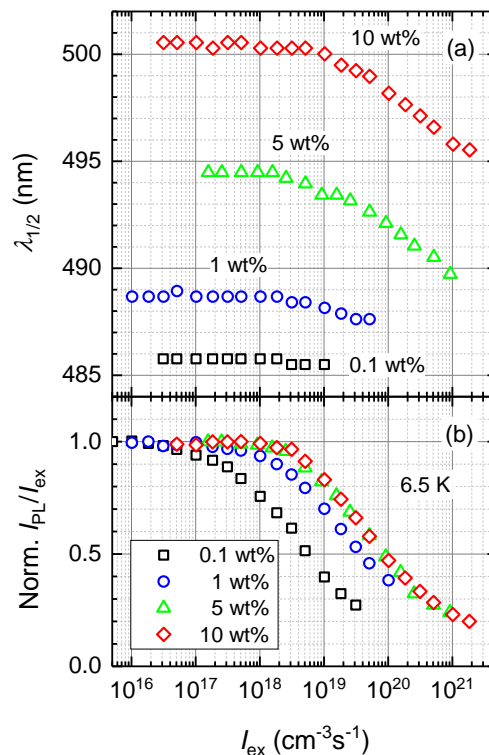 500
10 wt%
(a)
5 wt%
495
λ1/2 (nm)
1 wt%
490
0.1 wt%
485
(b)
1.0
6.5 K
Norm. IPL/Iex
0.5
0.1 wt%
1 wt%
5 wt%
10 wt%
0.0
10^16 10^17 10^18 10^19 10^20 10^21
Iex (cm^-3s^-1)